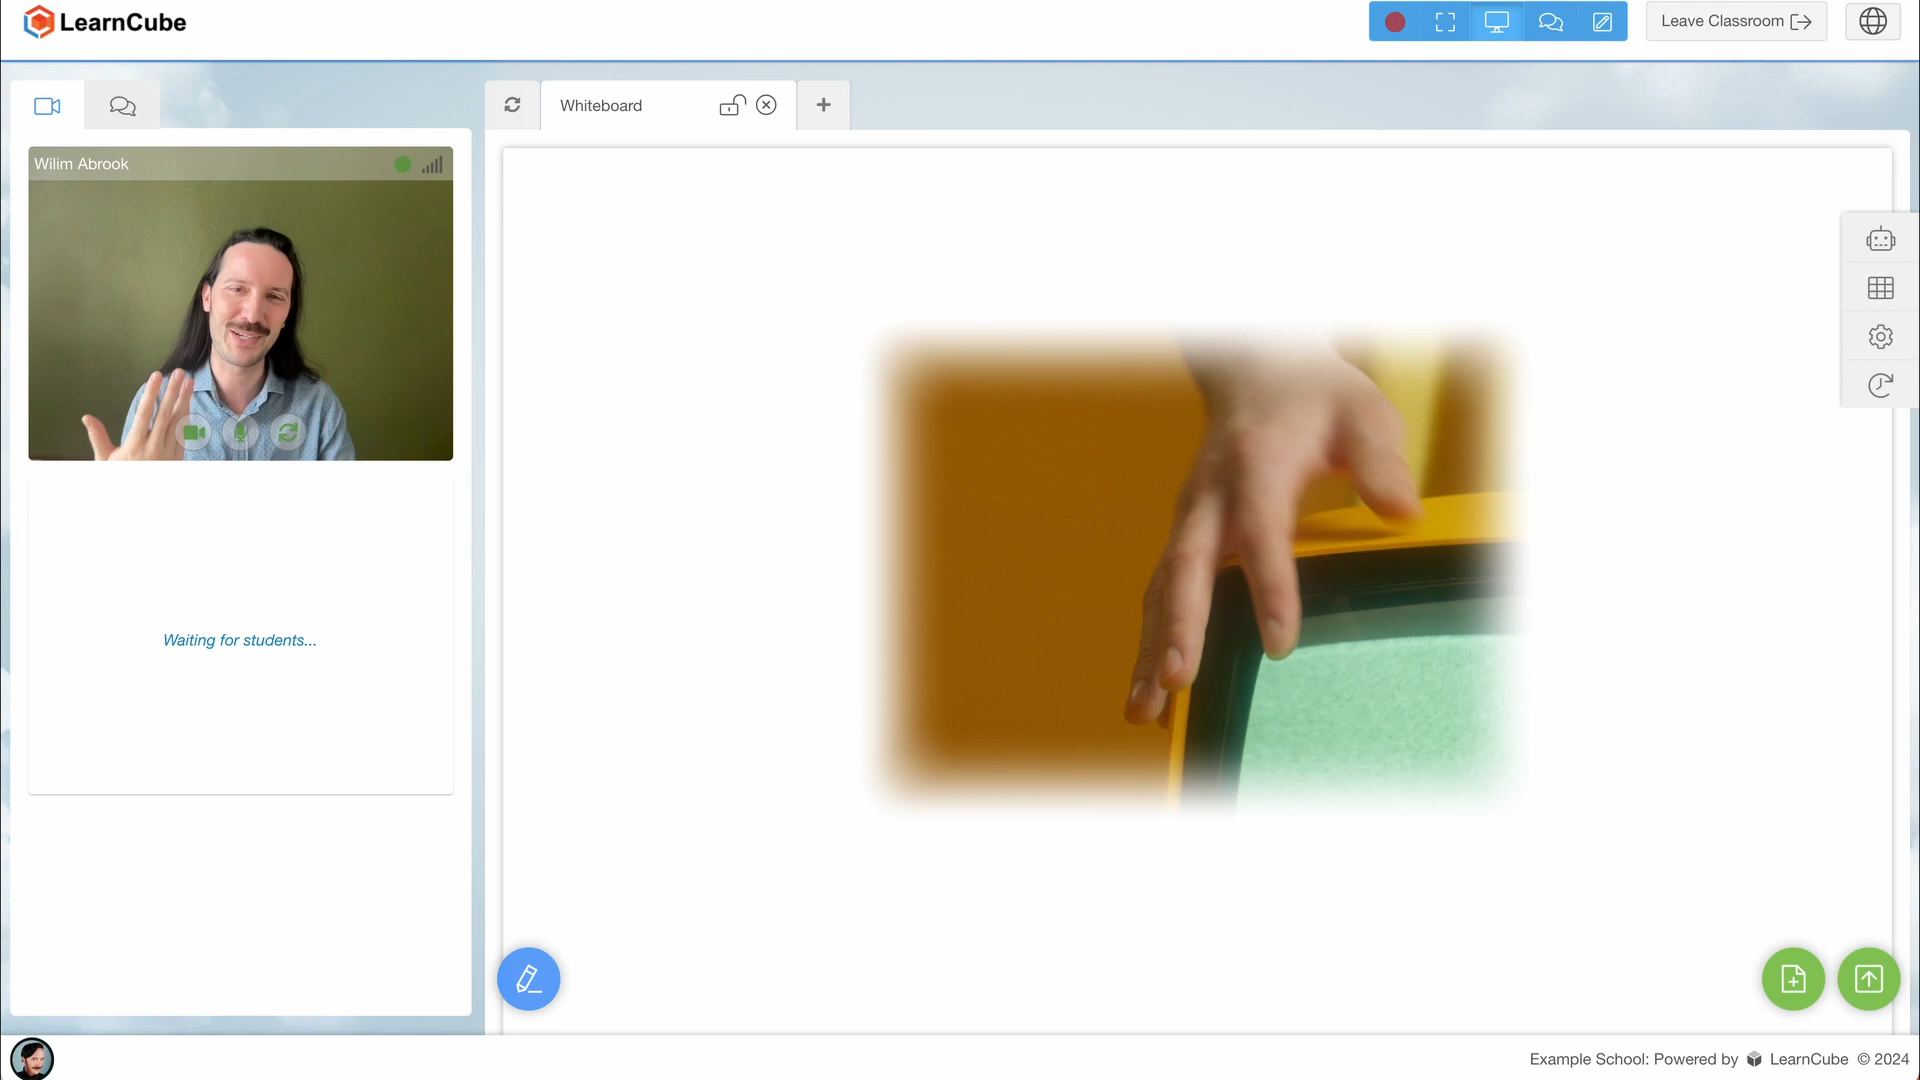 LearnCube
Leave Classroom
Whiteboard
Wilim Abrook
Waiting for students...
Example School: Powered by LearnCube © 2024